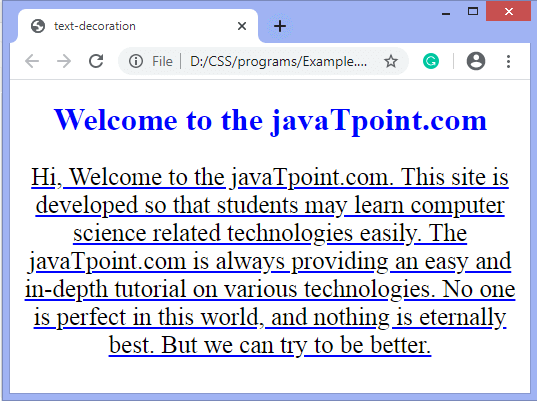 text-decoration
File | D:/CSS/programs/Example....
Welcome to the javaTpoint.com
Hi, Welcome to the javaTpoint.com. This site is
developed so that students may learn computer
science related technologies easily. The
javaTpoint.com is always providing an easy and
in-depth tutorial on various technologies. No one
is perfect in this world, and nothing is eternally
best. But we can try to be better.